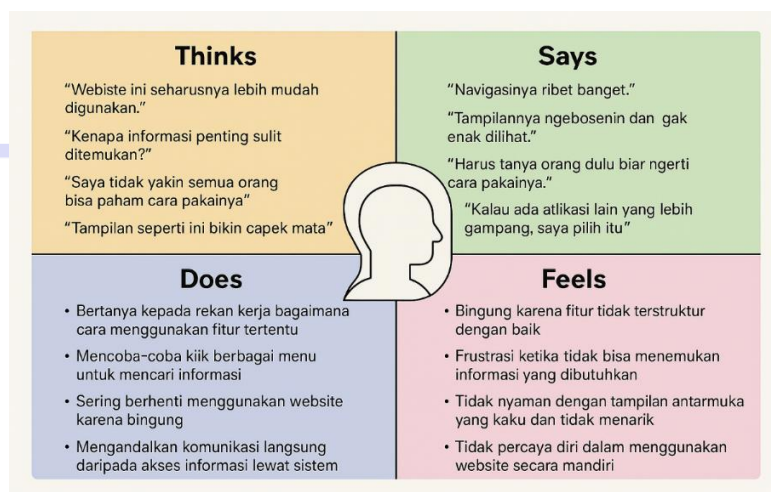 Thinks
“Webiste ini seharusnya lebih mudah
digunakan.”
“Kenapa informasi penting sulit
ditemukan?”
“Saya tidak yakin semua orang
bisa paham cara pakainya”
“Tampilan seperti ini bikin capek mata”
Says
“Navigasinya ribet banget.”
“Tampilannya ngebosenin dan gak
enak dilihat.”
“Harus tanya orang dulu biar ngerti
cara pakainya.”
“Kalau ada atlikasi lain yang lebih
gampang, saya pilih itu”
Does
• Bertanya kepada rekan kerja bagaimana
cara menggunakan fitur tertentu
• Mencoba-coba kiik berbagai menu
untuk mencari informasi
• Sering berhenti menggunakan website
karena bingung
• Mengandalkan komunikasi langsung
daripada akses informasi lewat sistem
Feels
• Bingung karena fitur tidak terstruktur
dengan baik
• Frustrasi ketika tidak bisa menemukan
informasi yang dibutuhkan
• Tidak nyaman dengan tampilan antarmuka
yang kaku dan tidak menarik
• Tidak percaya diri dalam menggunakan
website secara mandiri